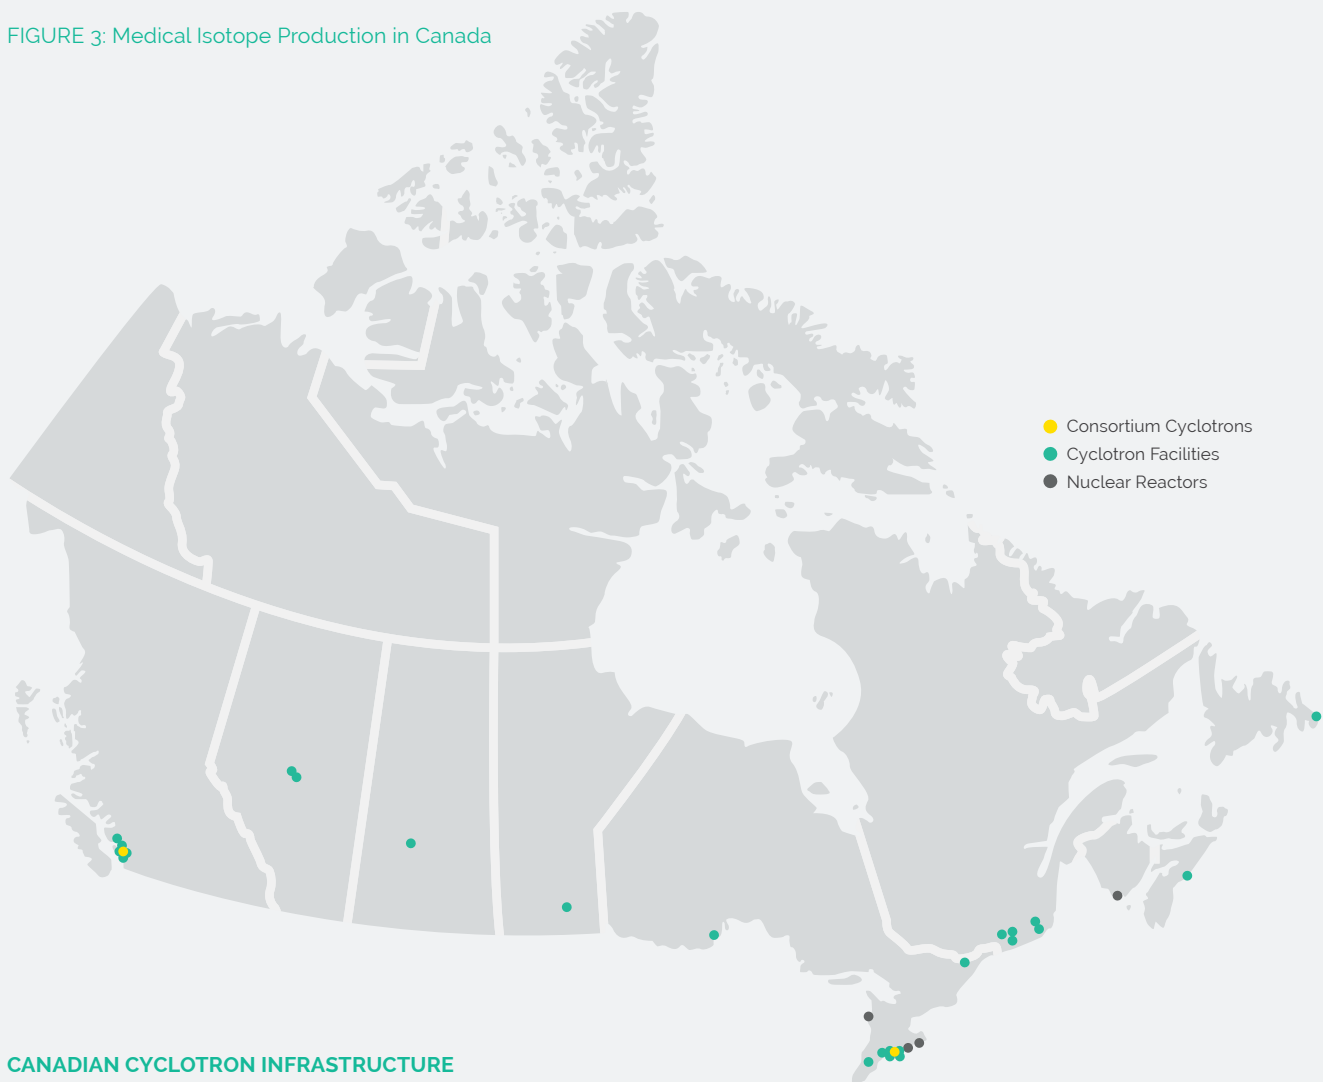 FIGURE 3: Medical Isotope Production in Canada
Consortium Cyclotrons
Cyclotron Facilities
Nuclear Reactors
CANADIAN CYCLOTRON INFRASTRUCTURE